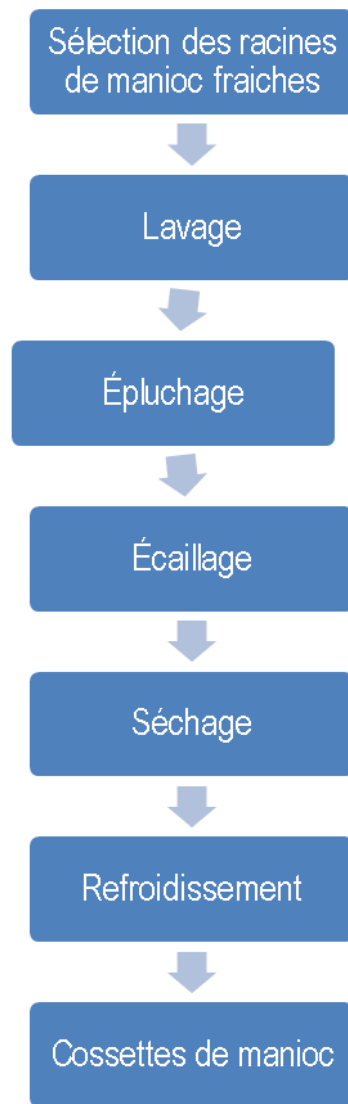 Sélection des racines
de manioc fraiches
Lavage
Épluchage
Écaillage
Séchage
Refroidissement
Cossettes de manioc